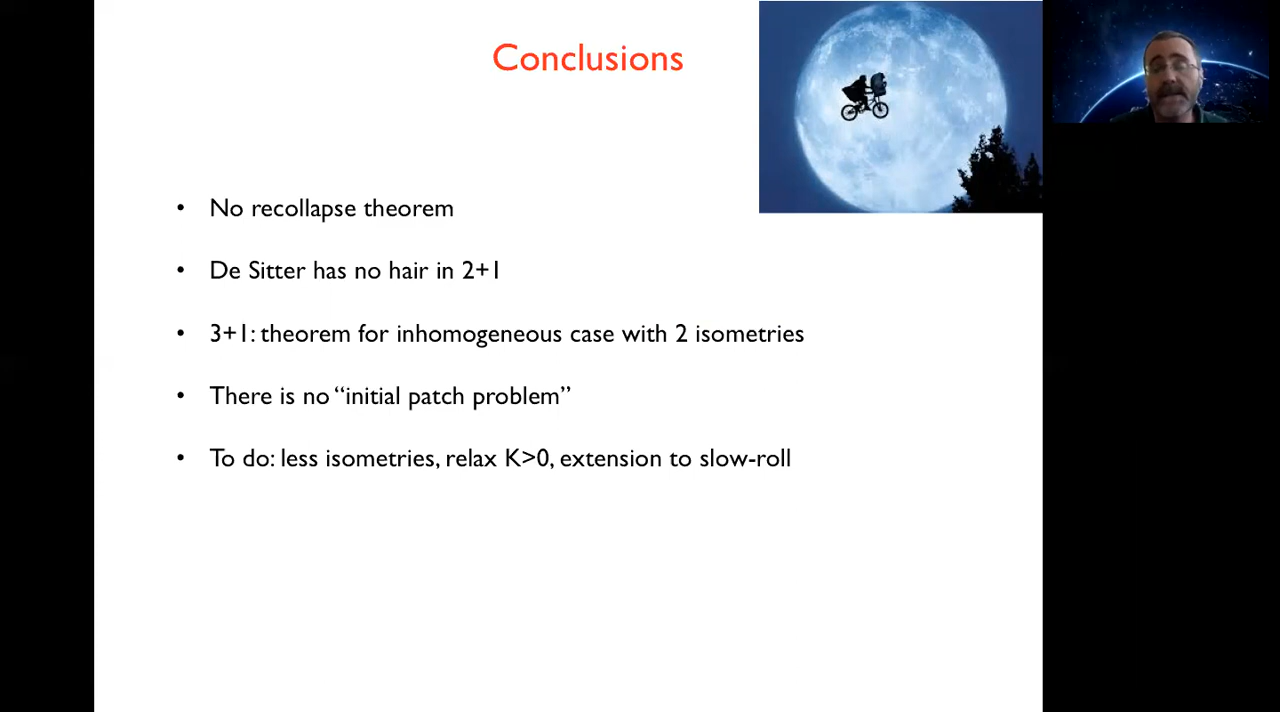 Conclusions
• No recollapse theorem
• De Sitter has no hair in 2+1
• 3+1: theorem for inhomogeneous case with 2 isometries
• There is no “initial patch problem”
• To do: less isometries, relax K>0, extension to slow-roll